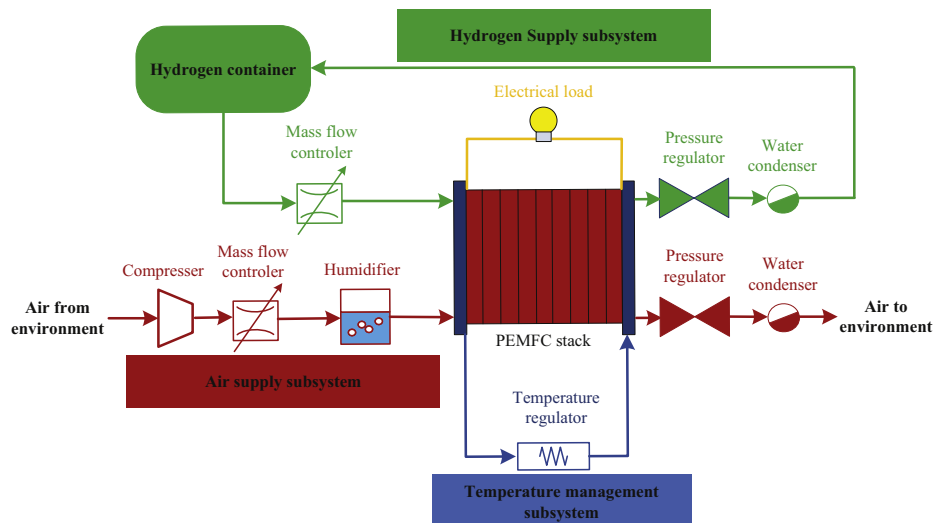 Hydrogen Supply subsystem
Hydrogen container
Electrical load
Mass flow
controler
Pressure
regulator
Water
condenser
Compresser
Mass flow
controler
Humidifier
Pressure
regulator
Water
condenser
Air from
environment
Air to
environment
PEMFC stack
Air supply subsystem
Temperature
regulator
Temperature management
subsystem